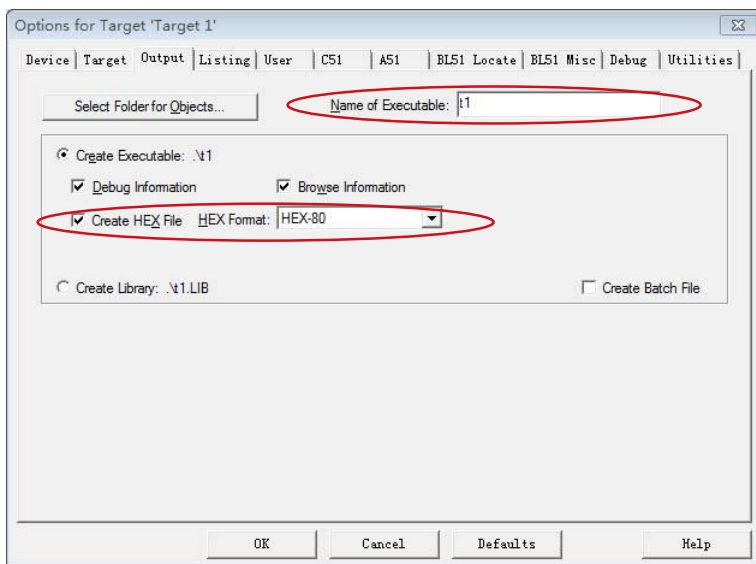 Options for Target 'Target 1'
Device Target Output Listing User C51 A51 BL51 Locate BL51 Misc Debug Utilities
Select Folder for Objects... Name of Executable: t1
Create Executable: .\t1
Debug Information Browse Information
Create HEX File HEX Format: HEX-80
Create Library: .\t1.LIB Create Batch File
OK Cancel Defaults Help